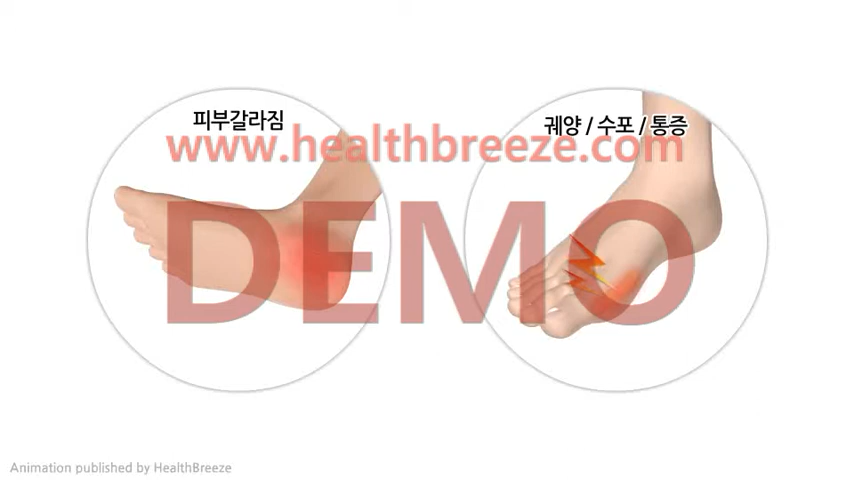 피부갈라짐
궤양 / 수포 / 통증
www.healthbreeze.com
DEMO
Animation published by HealthBreeze